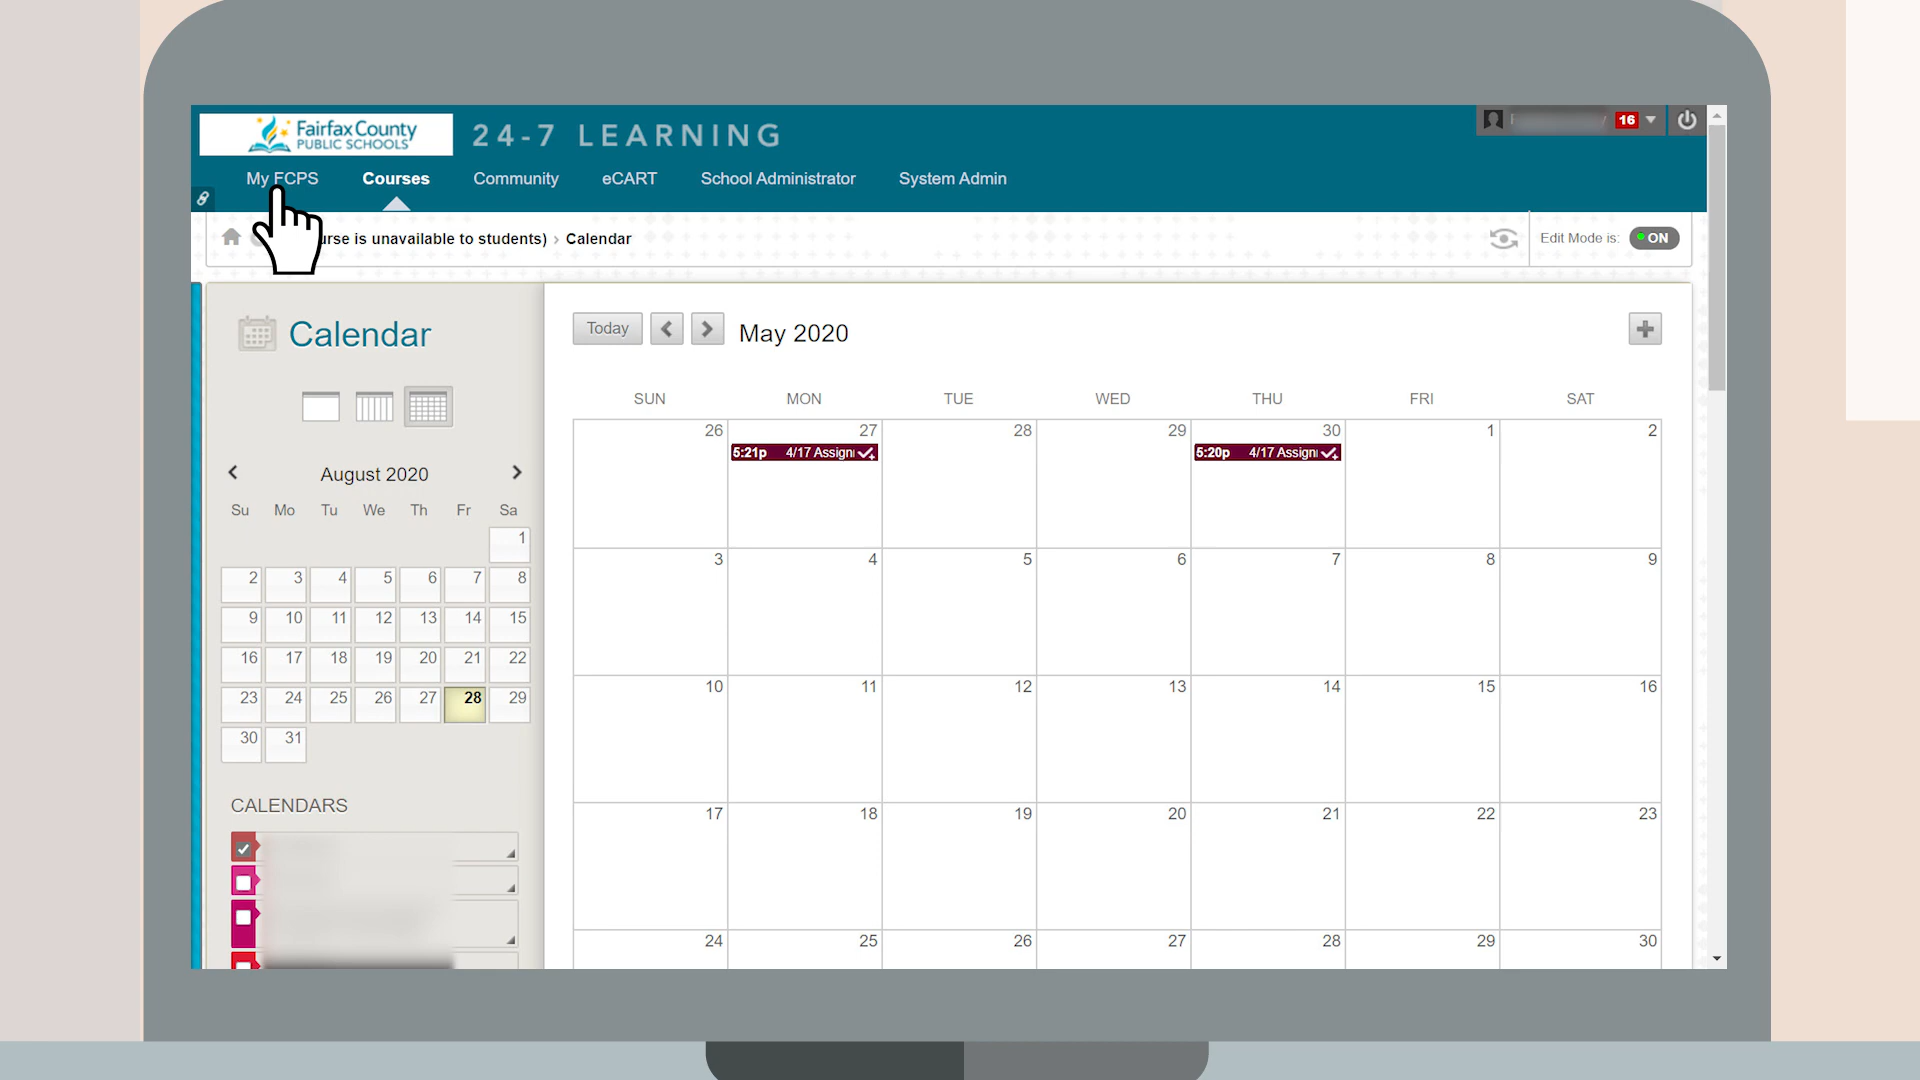 Fairfax County
PUBLIC SCHOOLS
24-7 LEARNING
16
My FCPS Courses Community eCART School Administrator System Admin
urse is unavailable to students) › Calendar
Edit Mode is: ON
Calendar
August 2020
Su Mo Tu We Th Fr Sa
1
2 3 4 5 6 7 8
9 10 11 12 13 14 15
16 17 18 19 20 21 22
23 24 25 26 27 28 29
30 31
CALENDARS
Today
May 2020
SUN MON TUE WED THU FRI SAT
26 27 28 29 30 1 2
5:21p 4/17 Assign
5:20p 4/17 Assign
3 4 5 6 7 8 9
10 11 12 13 14 15 16
17 18 19 20 21 22 23
24 25 26 27 28 29 30